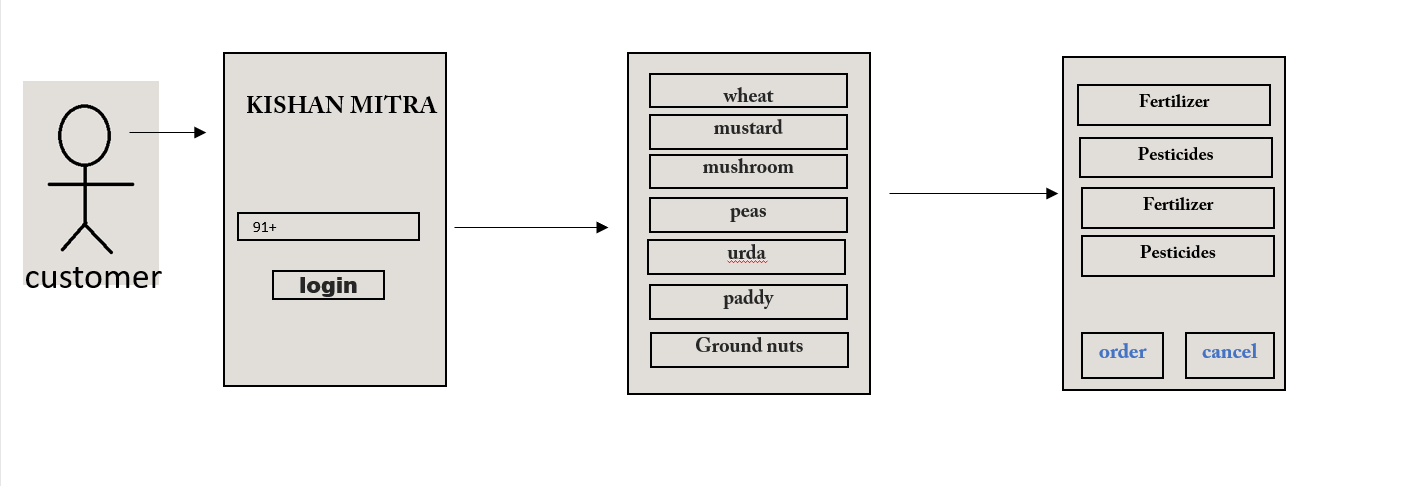 customer
KISHAN MITRA
91+
login
wheat
mustard
mushroom
peas
urda
paddy
Ground nuts
Fertilizer
Pesticides
Fertilizer
Pesticides
order
cancel